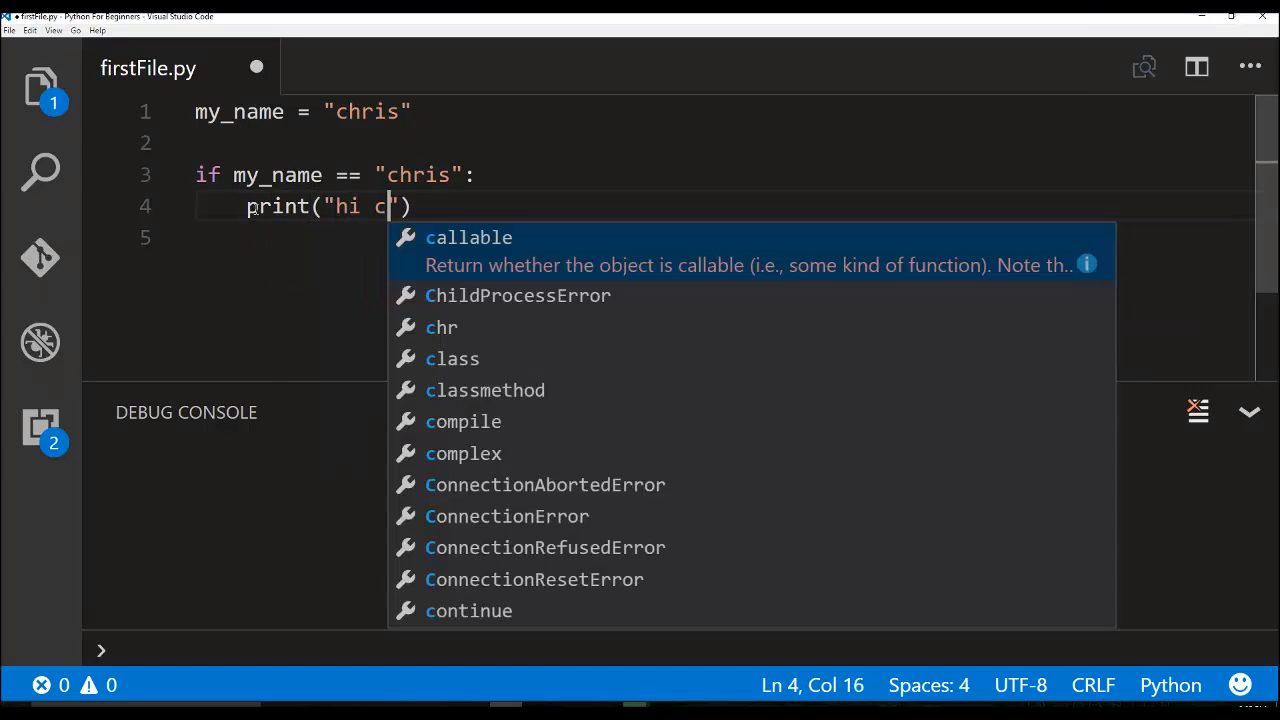 firstFile.py - Python For Beginners - Visual Studio Code
File Edit View Go Help
firstFile.py
1 my_name = "chris"
2
3 if my_name == "chris":
4 print("hi c")
5
callable
Return whether the object is callable (i.e., some kind of function). Note th..
ChildProcessError
chr
class
classmethod
compile
complex
ConnectionAbortedError
ConnectionError
ConnectionRefusedError
ConnectionResetError
continue
1
2
DEBUG CONSOLE
0 0 Ln 4, Col 16 Spaces: 4 UTF-8 CRLF Python